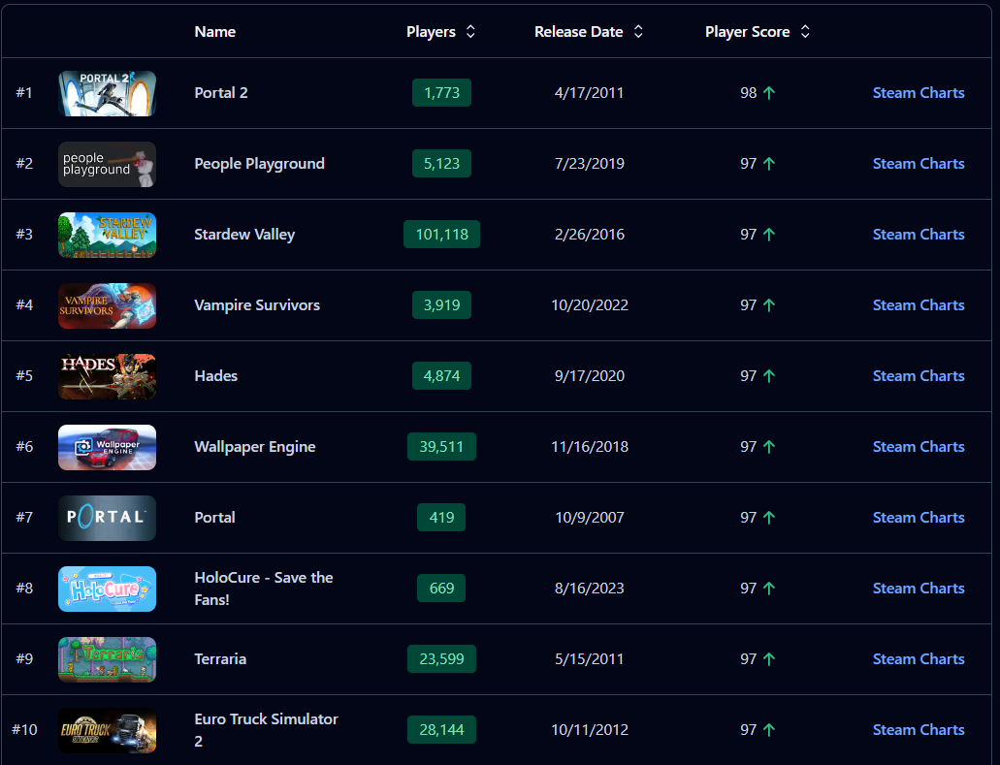 Name Players Release Date Player Score
#1 PORTAL 2 Portal 2 1,773 4/17/2011 98 Steam Charts
#2 people playground People Playground 5,123 7/23/2019 97 Steam Charts
#3 STARDEW VALLEY Stardew Valley 101,118 2/26/2016 97 Steam Charts
#4 VAMPIRE SURVIVORS Vampire Survivors 3,919 10/20/2022 97 Steam Charts
#5 HADES Hades 4,874 9/17/2020 97 Steam Charts
#6 Wallpaper ENGINE Wallpaper Engine 39,511 11/16/2018 97 Steam Charts
#7 PORTAL Portal 419 10/9/2007 97 Steam Charts
#8 HoloCure HoloCure - Save the
Fans! 669 8/16/2023 97 Steam Charts
#9 Terraria Terraria 23,599 5/15/2011 97 Steam Charts
#10 EURO TRUCK SIMULATOR Euro Truck Simulator
2 28,144 10/11/2012 97 Steam Charts